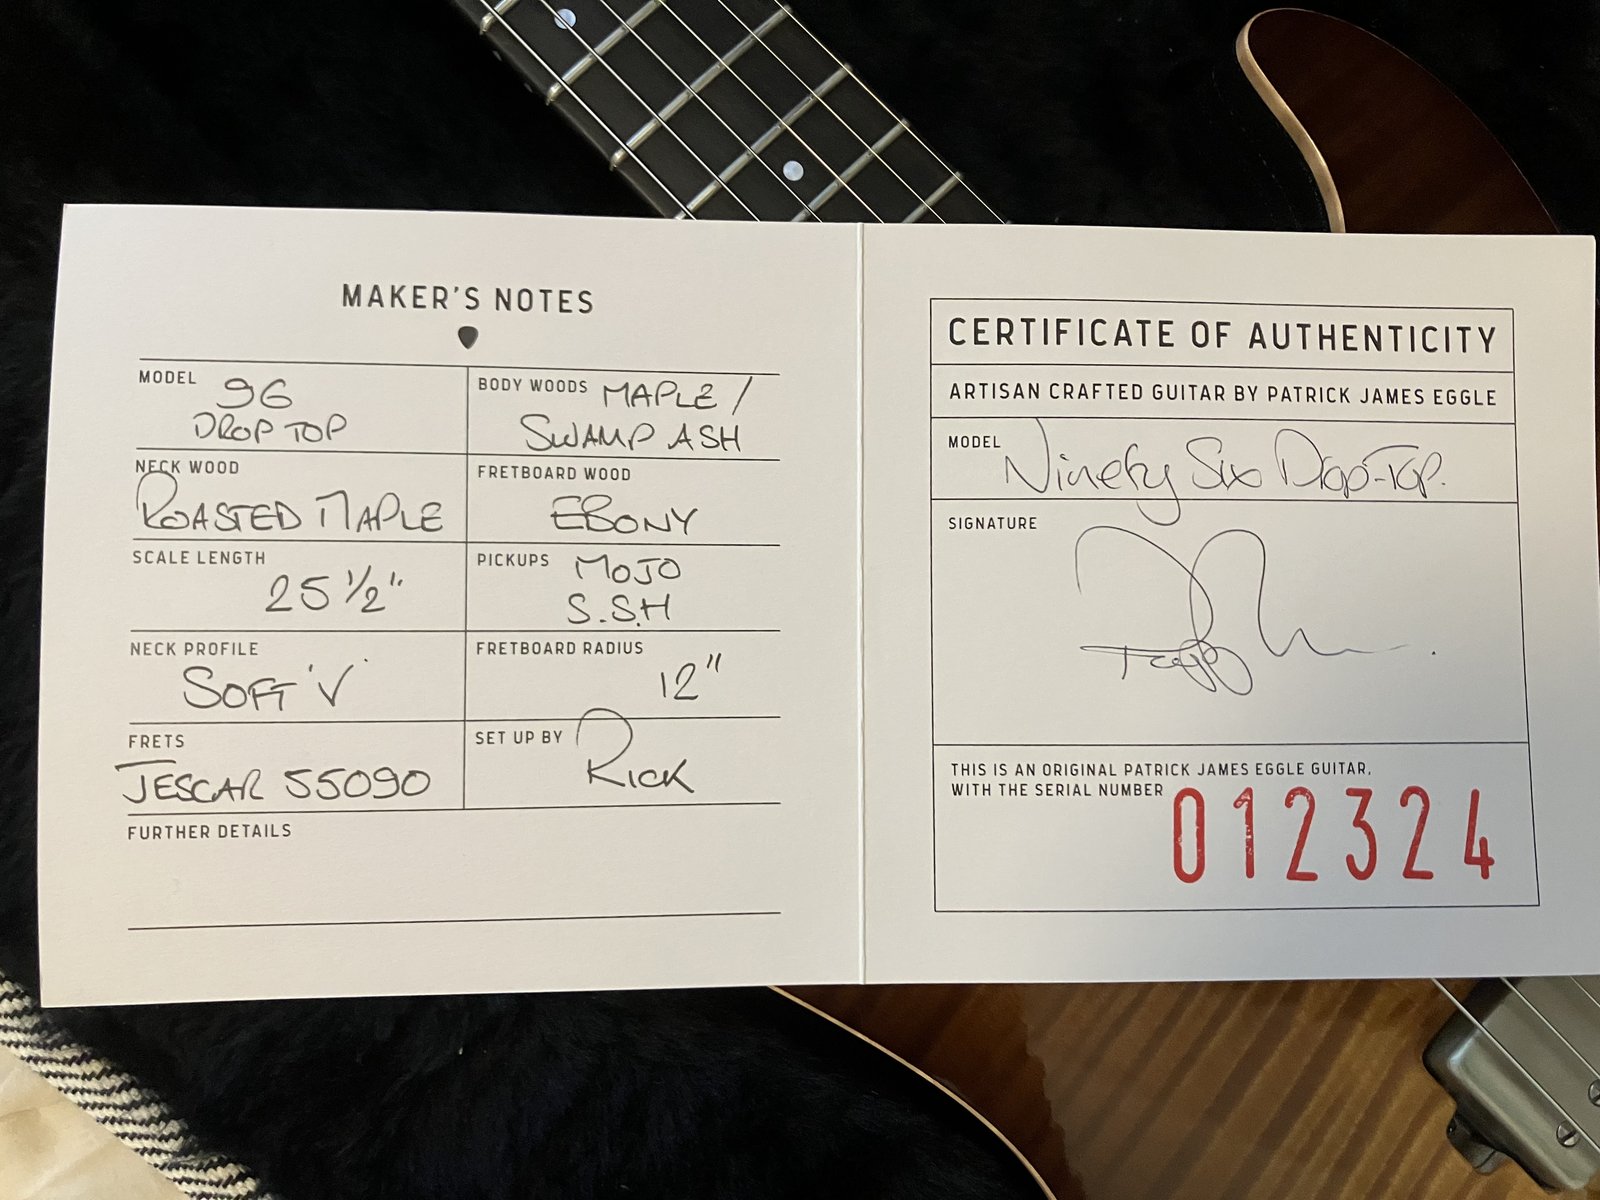 MAKER'S NOTES
MODEL 96
DROP TOP
BODY WOODS MAPLE /
SWAMP ASH
NECK WOOD
ROASTED MAPLE
FRETBOARD WOOD
EBONY
SCALE LENGTH
25 1/2"
PICKUPS MOJO
S.S.H
NECK PROFILE
SOFT 'V'
FRETBOARD RADIUS
12"
FRETS
JESCAR 55090
SET UP BY
RICK
FURTHER DETAILS
CERTIFICATE OF AUTHENTICITY
ARTISAN CRAFTED GUITAR BY PATRICK JAMES EGGLE
MODEL Ninety Six Drop-Top.
SIGNATURE
THIS IS AN ORIGINAL PATRICK JAMES EGGLE GUITAR,
WITH THE SERIAL NUMBER 012324